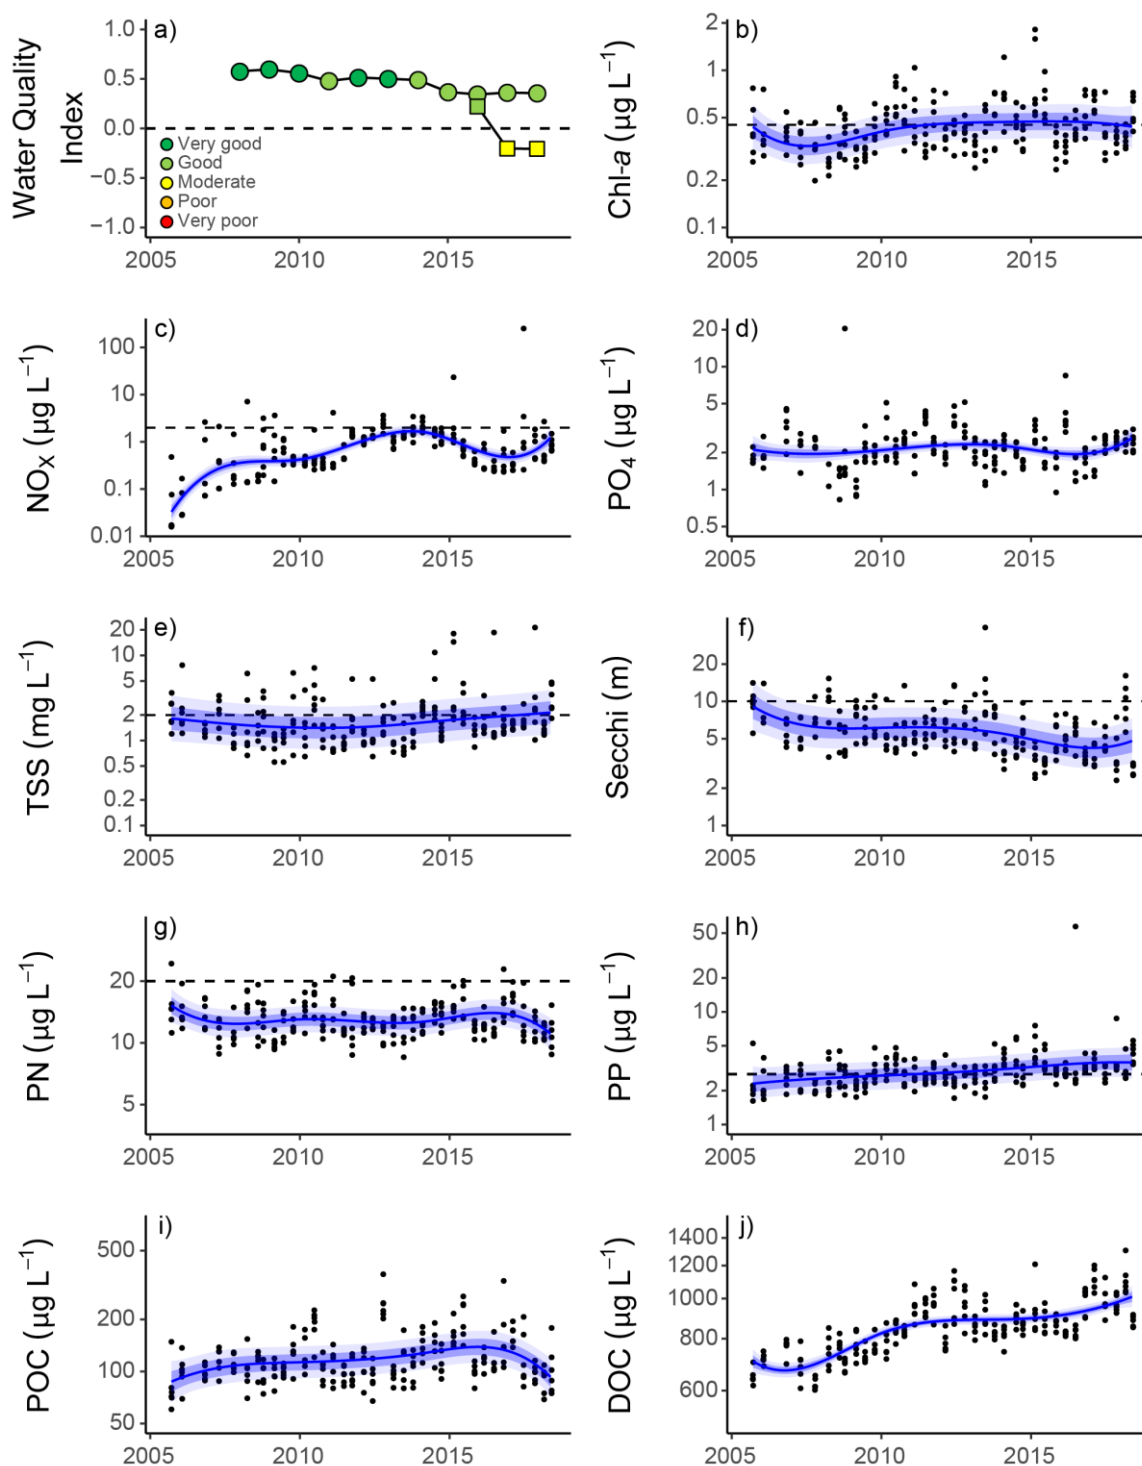 a)
Water Quality
Index
1.0
0.5
0.0
−0.5
−1.0
Very good
Good
Moderate
Poor
Very poor
2005 2010 2015
b)
Chl-a (µg L⁻¹)
2
1
0.5
0.2
0.1
2005 2010 2015
c)
NOₓ (µg L⁻¹)
100
10
1
0.1
0.01
2005 2010 2015
d)
PO₄ (µg L⁻¹)
20
10
5
2
1
0.5
2005 2010 2015
e)
TSS (mg L⁻¹)
20
10
5
2
1
0.5
0.2
0.1
2005 2010 2015
f)
Secchi (m)
20
10
5
2
1
2005 2010 2015
g)
PN (µg L⁻¹)
20
10
5
2005 2010 2015
h)
PP (µg L⁻¹)
50
20
10
5
2
1
2005 2010 2015
i)
POC (µg L⁻¹)
500
200
100
50
2005 2010 2015
j)
DOC (µg L⁻¹)
1400
1200
1000
800
600
2005 2010 2015